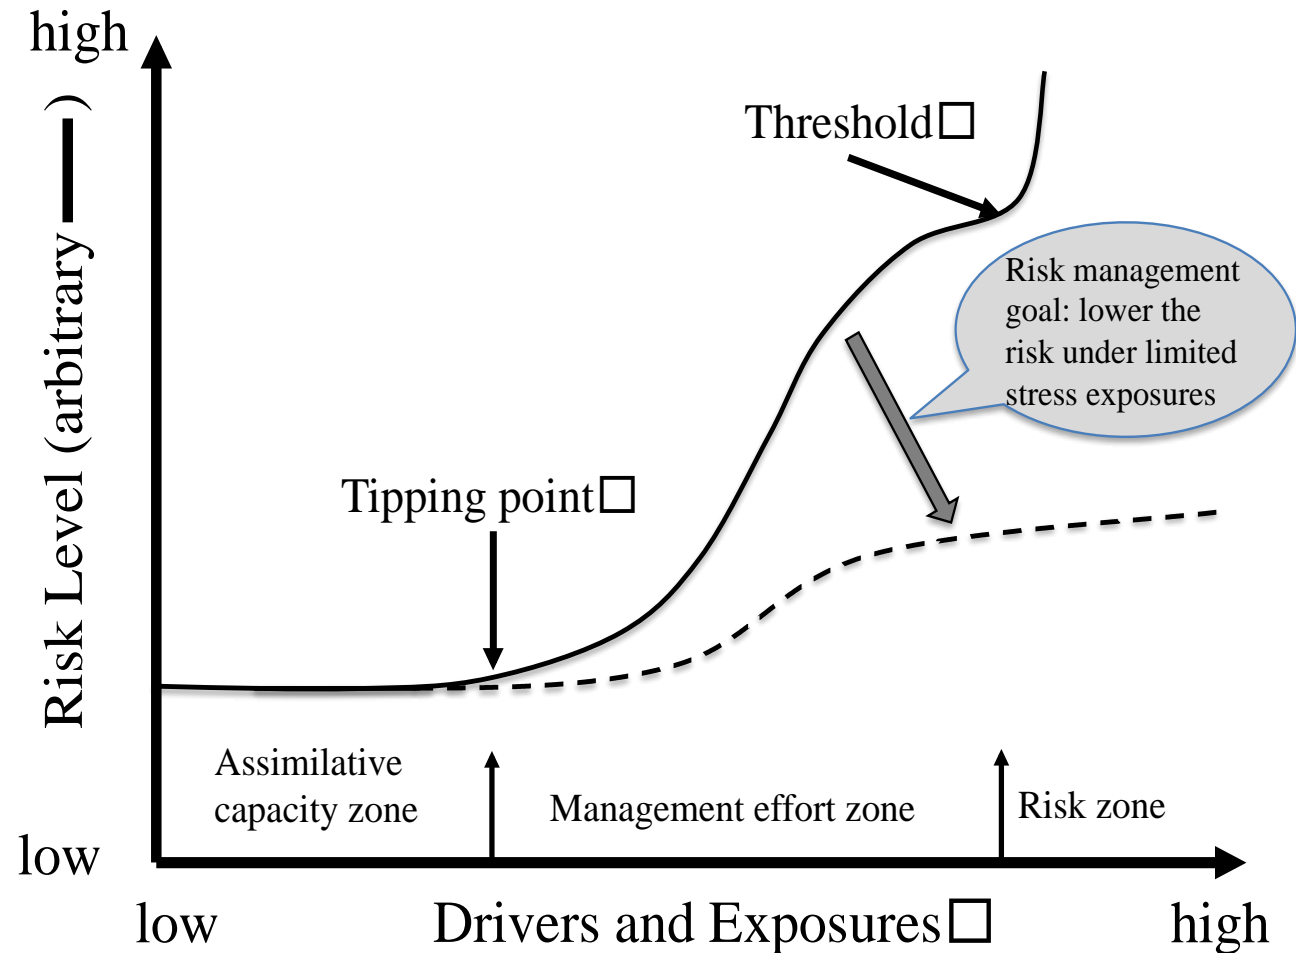 high
Risk Level (arbitrary —)
Threshold□
Risk management
goal: lower the
risk under limited
stress exposures
Tipping point□
Assimilative
capacity zone
Management effort zone
Risk zone
low
low
Drivers and Exposures□
high